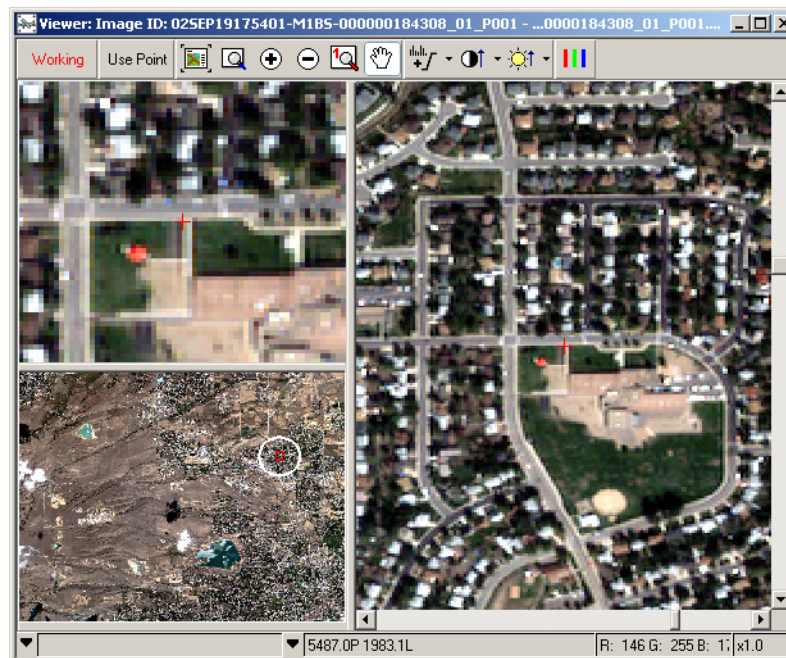 Viewer: Image ID: 02SEP19175401-M1BS-000000184308_01_P001 - ...0000184308_01_P001....
Working Use Point
5487.0P 1983.1L R: 146 G: 255 B: x1.0